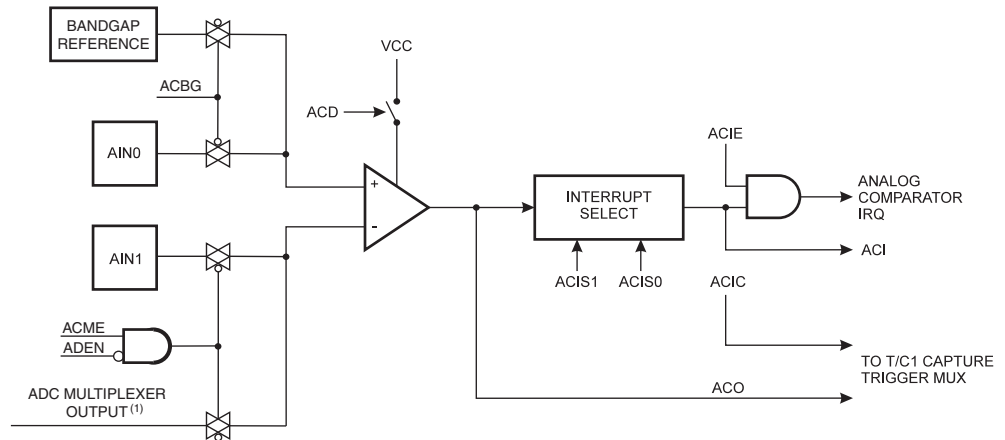 BANDGAP
REFERENCE
VCC
ACBG
ACD
AIN0
ACIE
+
-
INTERRUPT
SELECT
ANALOG
COMPARATOR
IRQ
AIN1
ACI
ACIS1
ACIS0
ACIC
ACME
ADEN
TO T/C1 CAPTURE
TRIGGER MUX
ADC MULTIPLEXER
OUTPUT (1)
ACO